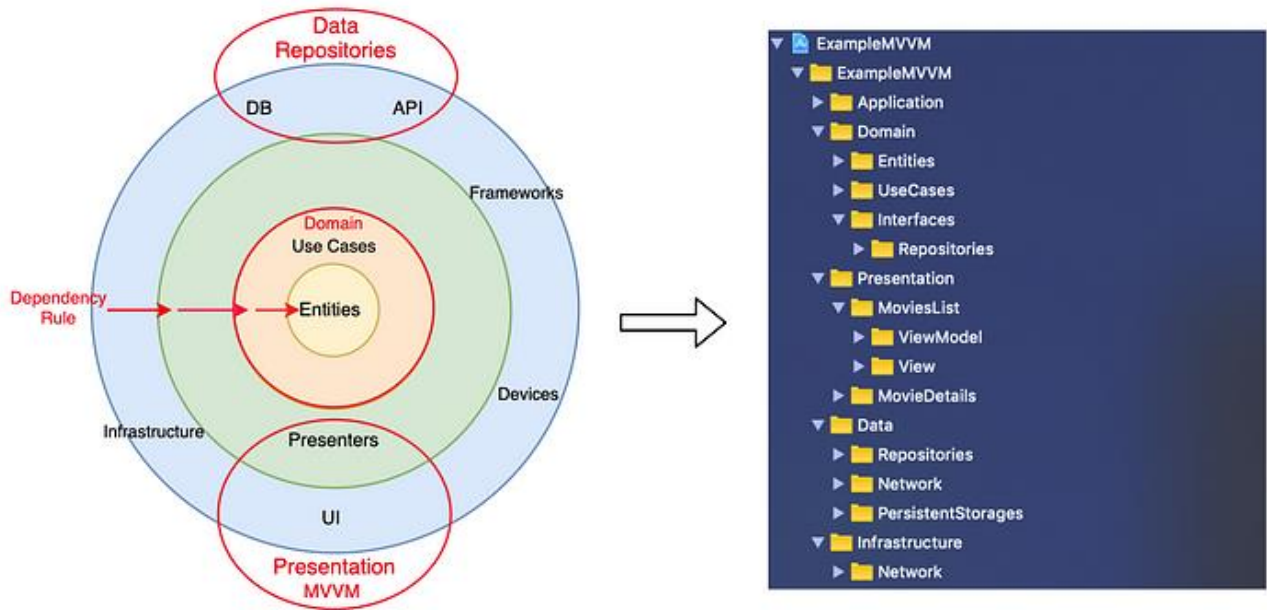 Data
Repositories
DB
API
Frameworks
Domain
Use Cases
Dependency
Rule
Entities
Devices
Infrastructure
Presenters
UI
Presentation
MVVM
ExampleMVVM
ExampleMVVM
Application
Domain
Entities
UseCases
Interfaces
Repositories
Presentation
MoviesList
ViewModel
View
MovieDetails
Data
Repositories
Network
PersistentStorages
Infrastructure
Network